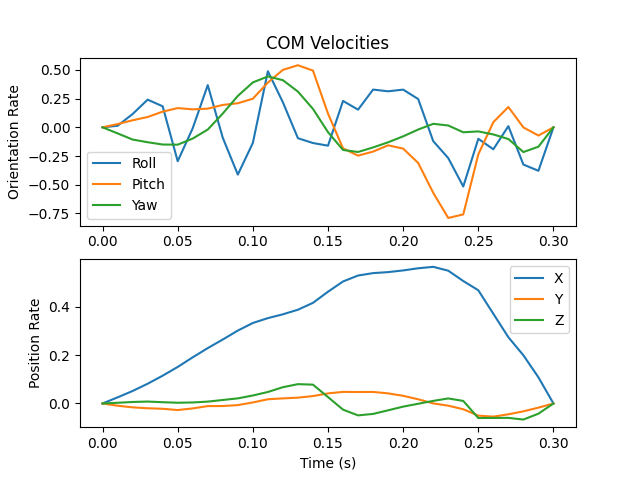 COM Velocities
Orientation Rate
0.50
0.25
0.00
−0.25
−0.50
−0.75
Roll
Pitch
Yaw
0.00 0.05 0.10 0.15 0.20 0.25 0.30
Position Rate
0.4
0.2
0.0
X
Y
Z
0.00 0.05 0.10 0.15 0.20 0.25 0.30
Time (s)